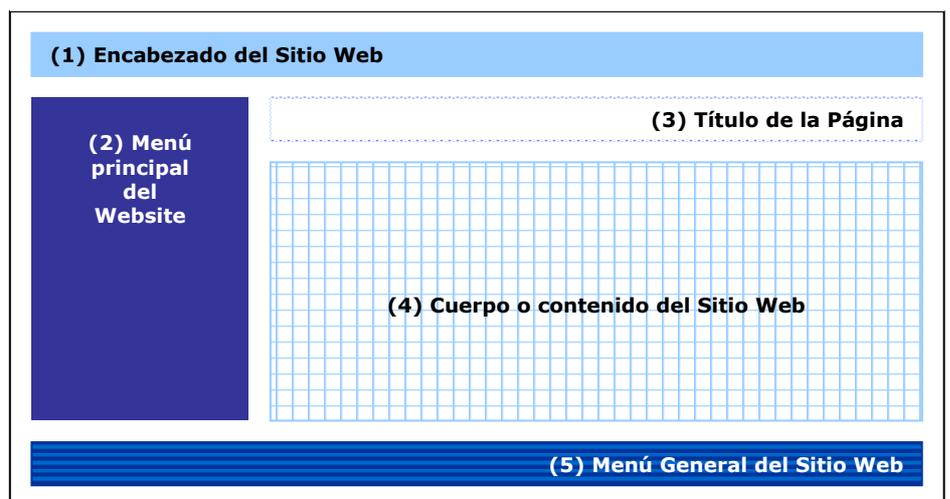 (1) Encabezado del Sitio Web
(2) Menú
principal
del
Website
(3) Título de la Página
(4) Cuerpo o contenido del Sitio Web
(5) Menú General del Sitio Web